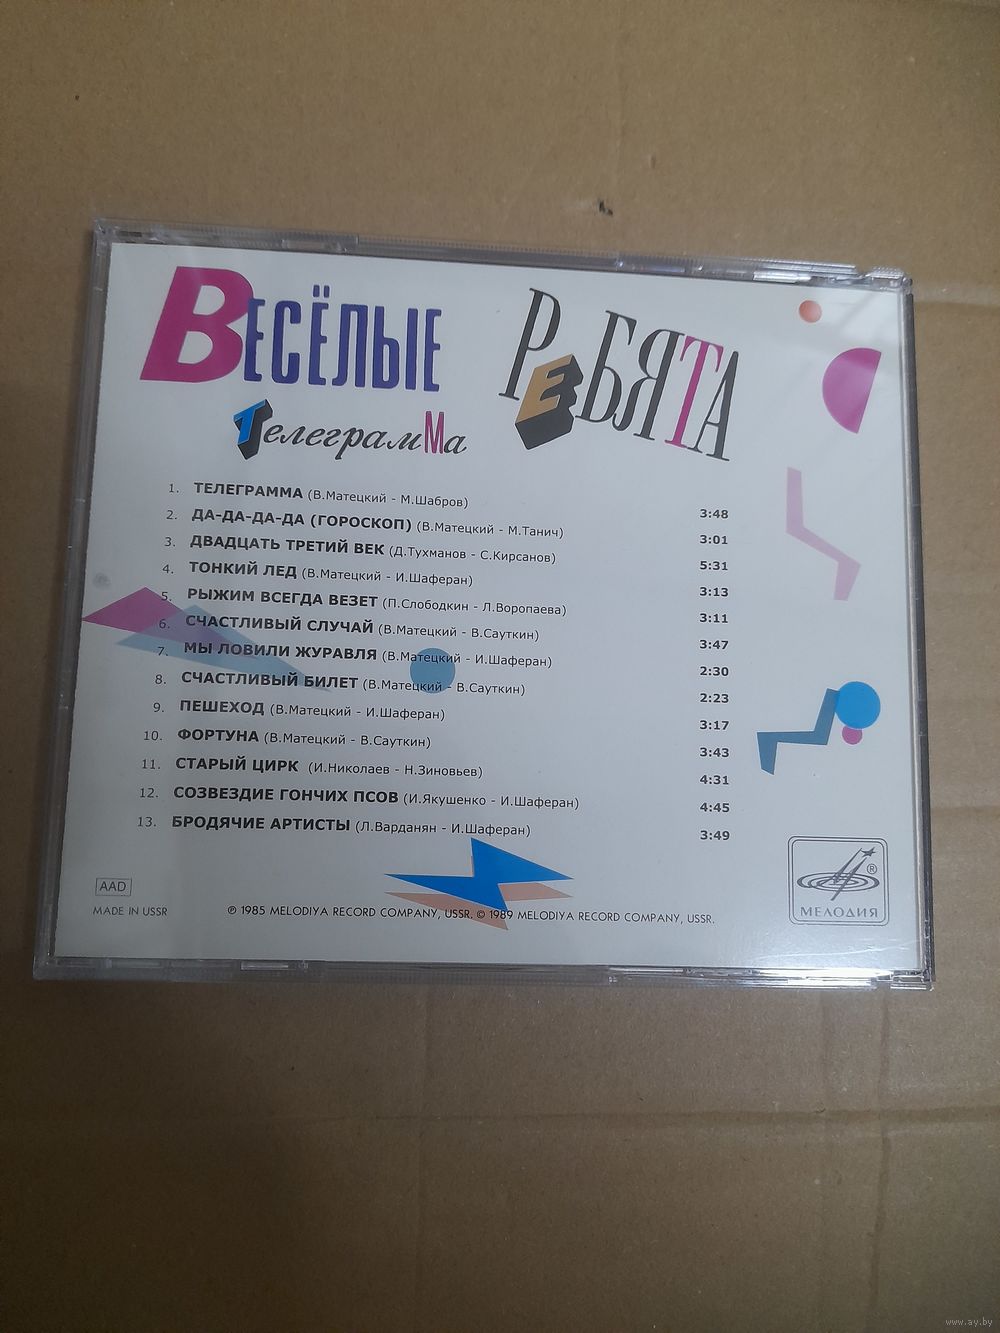 ВЕСЁЛЫЕ РЕБЯТА
ТелеграмМа
1. ТЕЛЕГРАММА (В.Матецкий - М.Шабров) 3:48
2. ДА-ДА-ДА-ДА (ГОРОСКОП) (В.Матецкий - М.Танич) 3:01
3. ДВАДЦАТЬ ТРЕТИЙ ВЕК (Д.Тухманов - С.Кирсанов) 5:31
4. ТОНКИЙ ЛЕД (В.Матецкий - И.Шаферан) 3:13
5. РЫЖИМ ВСЕГДА ВЕЗЕТ (П.Слободкин - Л.Воропаева) 3:11
6. СЧАСТЛИВЫЙ СЛУЧАЙ (В.Матецкий - В.Сауткин) 3:47
7. МЫ ЛОВИЛИ ЖУРАВЛЯ (В.Матецкий - И.Шаферан) 2:30
8. СЧАСТЛИВЫЙ БИЛЕТ (В.Матецкий - В.Сауткин) 2:23
9. ПЕШЕХОД (В.Матецкий - И.Шаферан) 3:17
10. ФОРТУНА (В.Матецкий - В.Сауткин) 3:43
11. СТАРЫЙ ЦИРК (И.Николаев - Н.Зиновьев) 4:31
12. СОЗВЕЗДИЕ ГОНЧИХ ПСОВ (И.Якушенко - И.Шаферан) 4:45
13. БРОДЯЧИЕ АРТИСТЫ (Л.Варданян - И.Шаферан) 3:49
AAD
®
МЕЛОДИЯ
MADE IN USSR
℗ 1985 MELODIYA RECORD COMPANY, USSR. © 1989 MELODIYA RECORD COMPANY, USSR.
www.ay.by